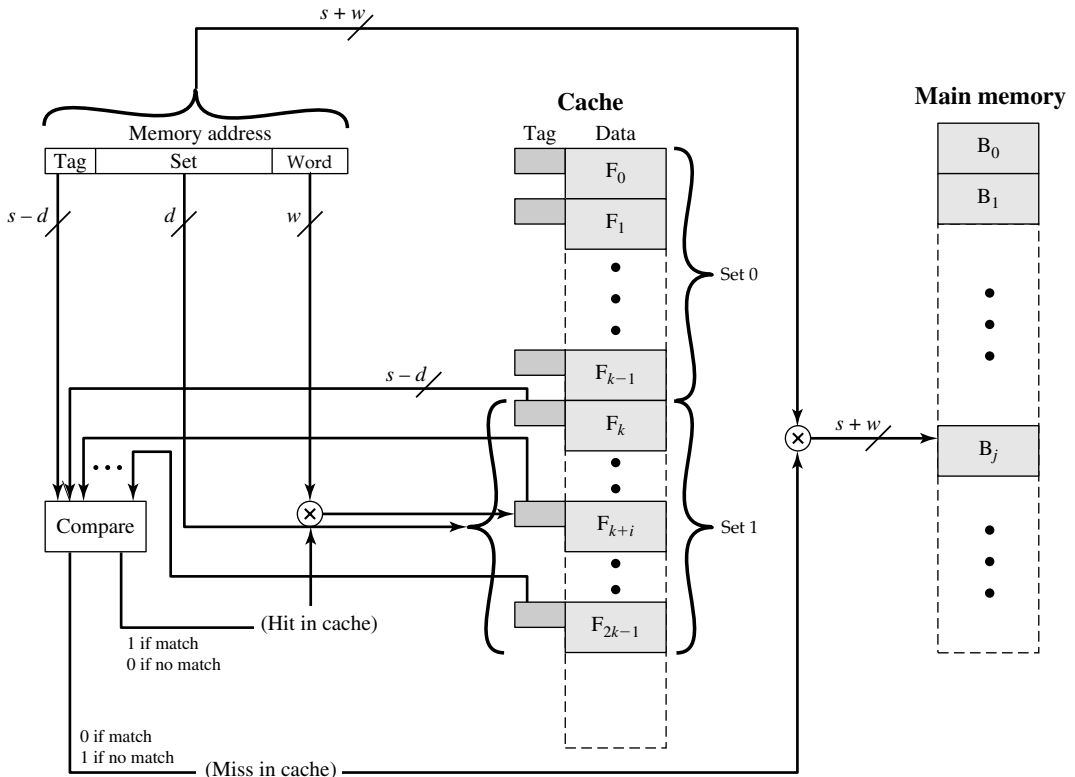 s + w
Cache
Main memory
Memory address
Tag Data
Tag Set Word
F0
F1
Set 0
B0
B1
s – d
d
w
Fk–1
s – d
Fk
s + w
Bj
Compare
Fk+i
Set 1
(Hit in cache)
F2k–1
1 if match
0 if no match
0 if match
1 if no match
(Miss in cache)